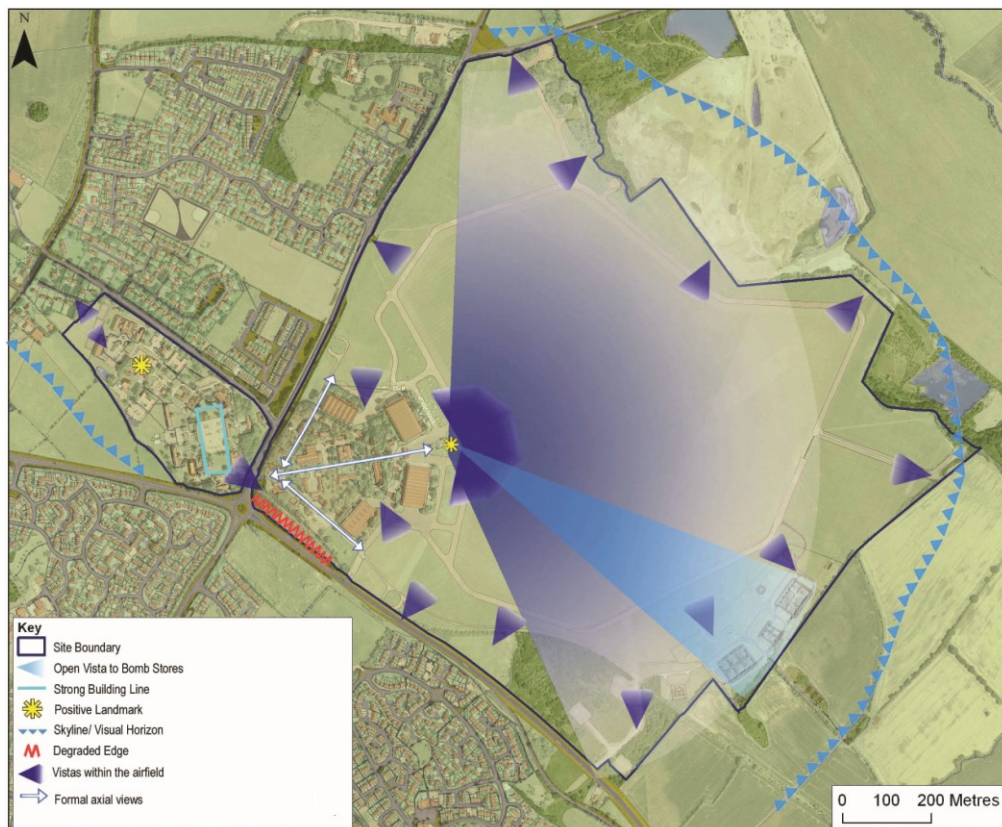 N
Key
Site Boundary
Open Vista to Bomb Stores
Strong Building Line
Positive Landmark
Skyline/ Visual Horizon
Degraded Edge
Vistas within the airfield
Formal axial views
0 100 200 Metres